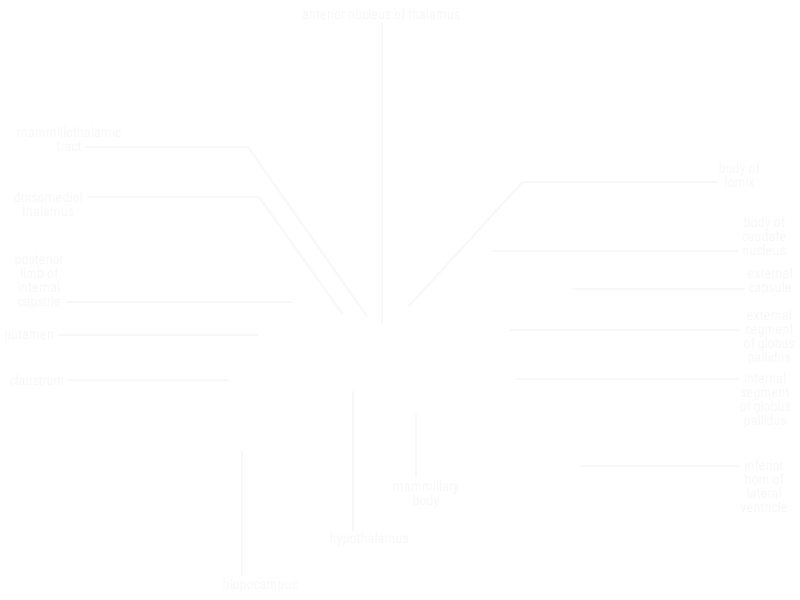 anterior nucleus of thalamus
mammillothalamic
tract
dorsomedial
thalamus
posterior
limb of
internal
capsule
putamen
claustrum
hippocampus
hypothalamus
mammillary
body
body of
fornix
body of
caudate
nucleus
external
capsule
external
segment
of globus
pallidus
internal
segment
of globus
pallidus
inferior
horn of
lateral
ventricle